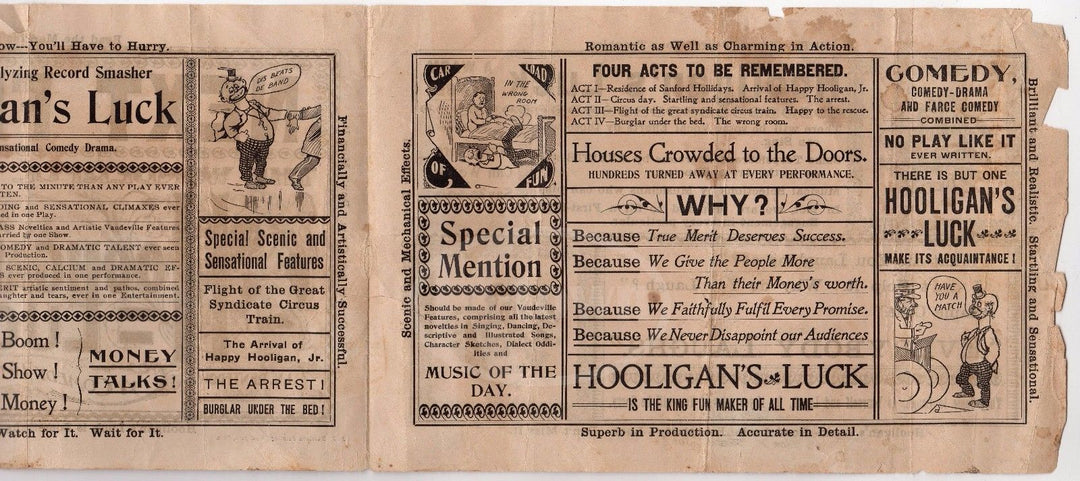 ow---You'll Have to Hurry.
lyzing Record Smasher
an's Luck
nsational Comedy Drama.
TO THE MINUTE THAN ANY PLAY EVER
TEN.
DING and SENSATIONAL CLIMAXES ever
ed in one Play.
ASS Novelties and Artistic Vaudeville Features
arried by one Show.
OMEDY and DRAMATIC TALENT ever seen
Production.
SCENIC, CALCIUM and DRAMATIC EF-
S ever produced in one performance.
ERIT artistic sentiment and pathos, combined
aughter and tears, ever in one Entertainment.
Boom !
Show !
Money !
MONEY
TALKS!
Watch for It. Wait for It.
DIS BEATS
DE BAND
Special Scenic and
Sensational Features
Flight of the Great
Syndicate Circus
Train.
The Arrival of
Happy Hooligan, Jr.
THE ARREST!
BURGLAR UKDER THE BED!
Financially and Artistically Successful.
Romantic as Well as Charming in Action.
Scenic and Mechanical Effects.
CAR
LOAD
OF
FUN
IN THE
WRONG
ROOM
Special
Mention
Should be made of our Vaudeville
Features, comprising all the latest
novelties in Singing, Dancing, De-
scriptive and Illustrated Songs,
Character Sketches, Dialect Oddi-
ities and
MUSIC OF THE
DAY.
FOUR ACTS TO BE REMEMBERED.
ACT I—Residence of Sanford Hollidays. Arrival of Happy Hooligan, Jr.
ACT II—Circus day. Startling and sensational features. The arrest.
ACT III—Flight of the great syndicate circus train. Happy to the rescue.
ACT IV—Burglar under the bed. The wrong room.
Houses Crowded to the Doors.
HUNDREDS TURNED AWAY AT EVERY PERFORMANCE.
WHY?
Because True Merit Deserves Success.
Because We Give the People More
Than their Money's worth.
Because We Faithfully Fulfil Every Promise.
Because We Never Disappoint our Audiences
HOOLIGAN'S LUCK
IS THE KING FUN MAKER OF ALL TIME
Superb in Production. Accurate in Detail.
COMEDY,
COMEDY-DRAMA
AND FARCE COMEDY
COMBINED
NO PLAY LIKE IT
EVER WRITTEN.
THERE IS BUT ONE
HOOLIGAN'S
LUCK
MAKE ITS ACQUAINTANCE!
HAVE
YOU A
MATCH
Brilliant and Realistic. Startling and Sensational.